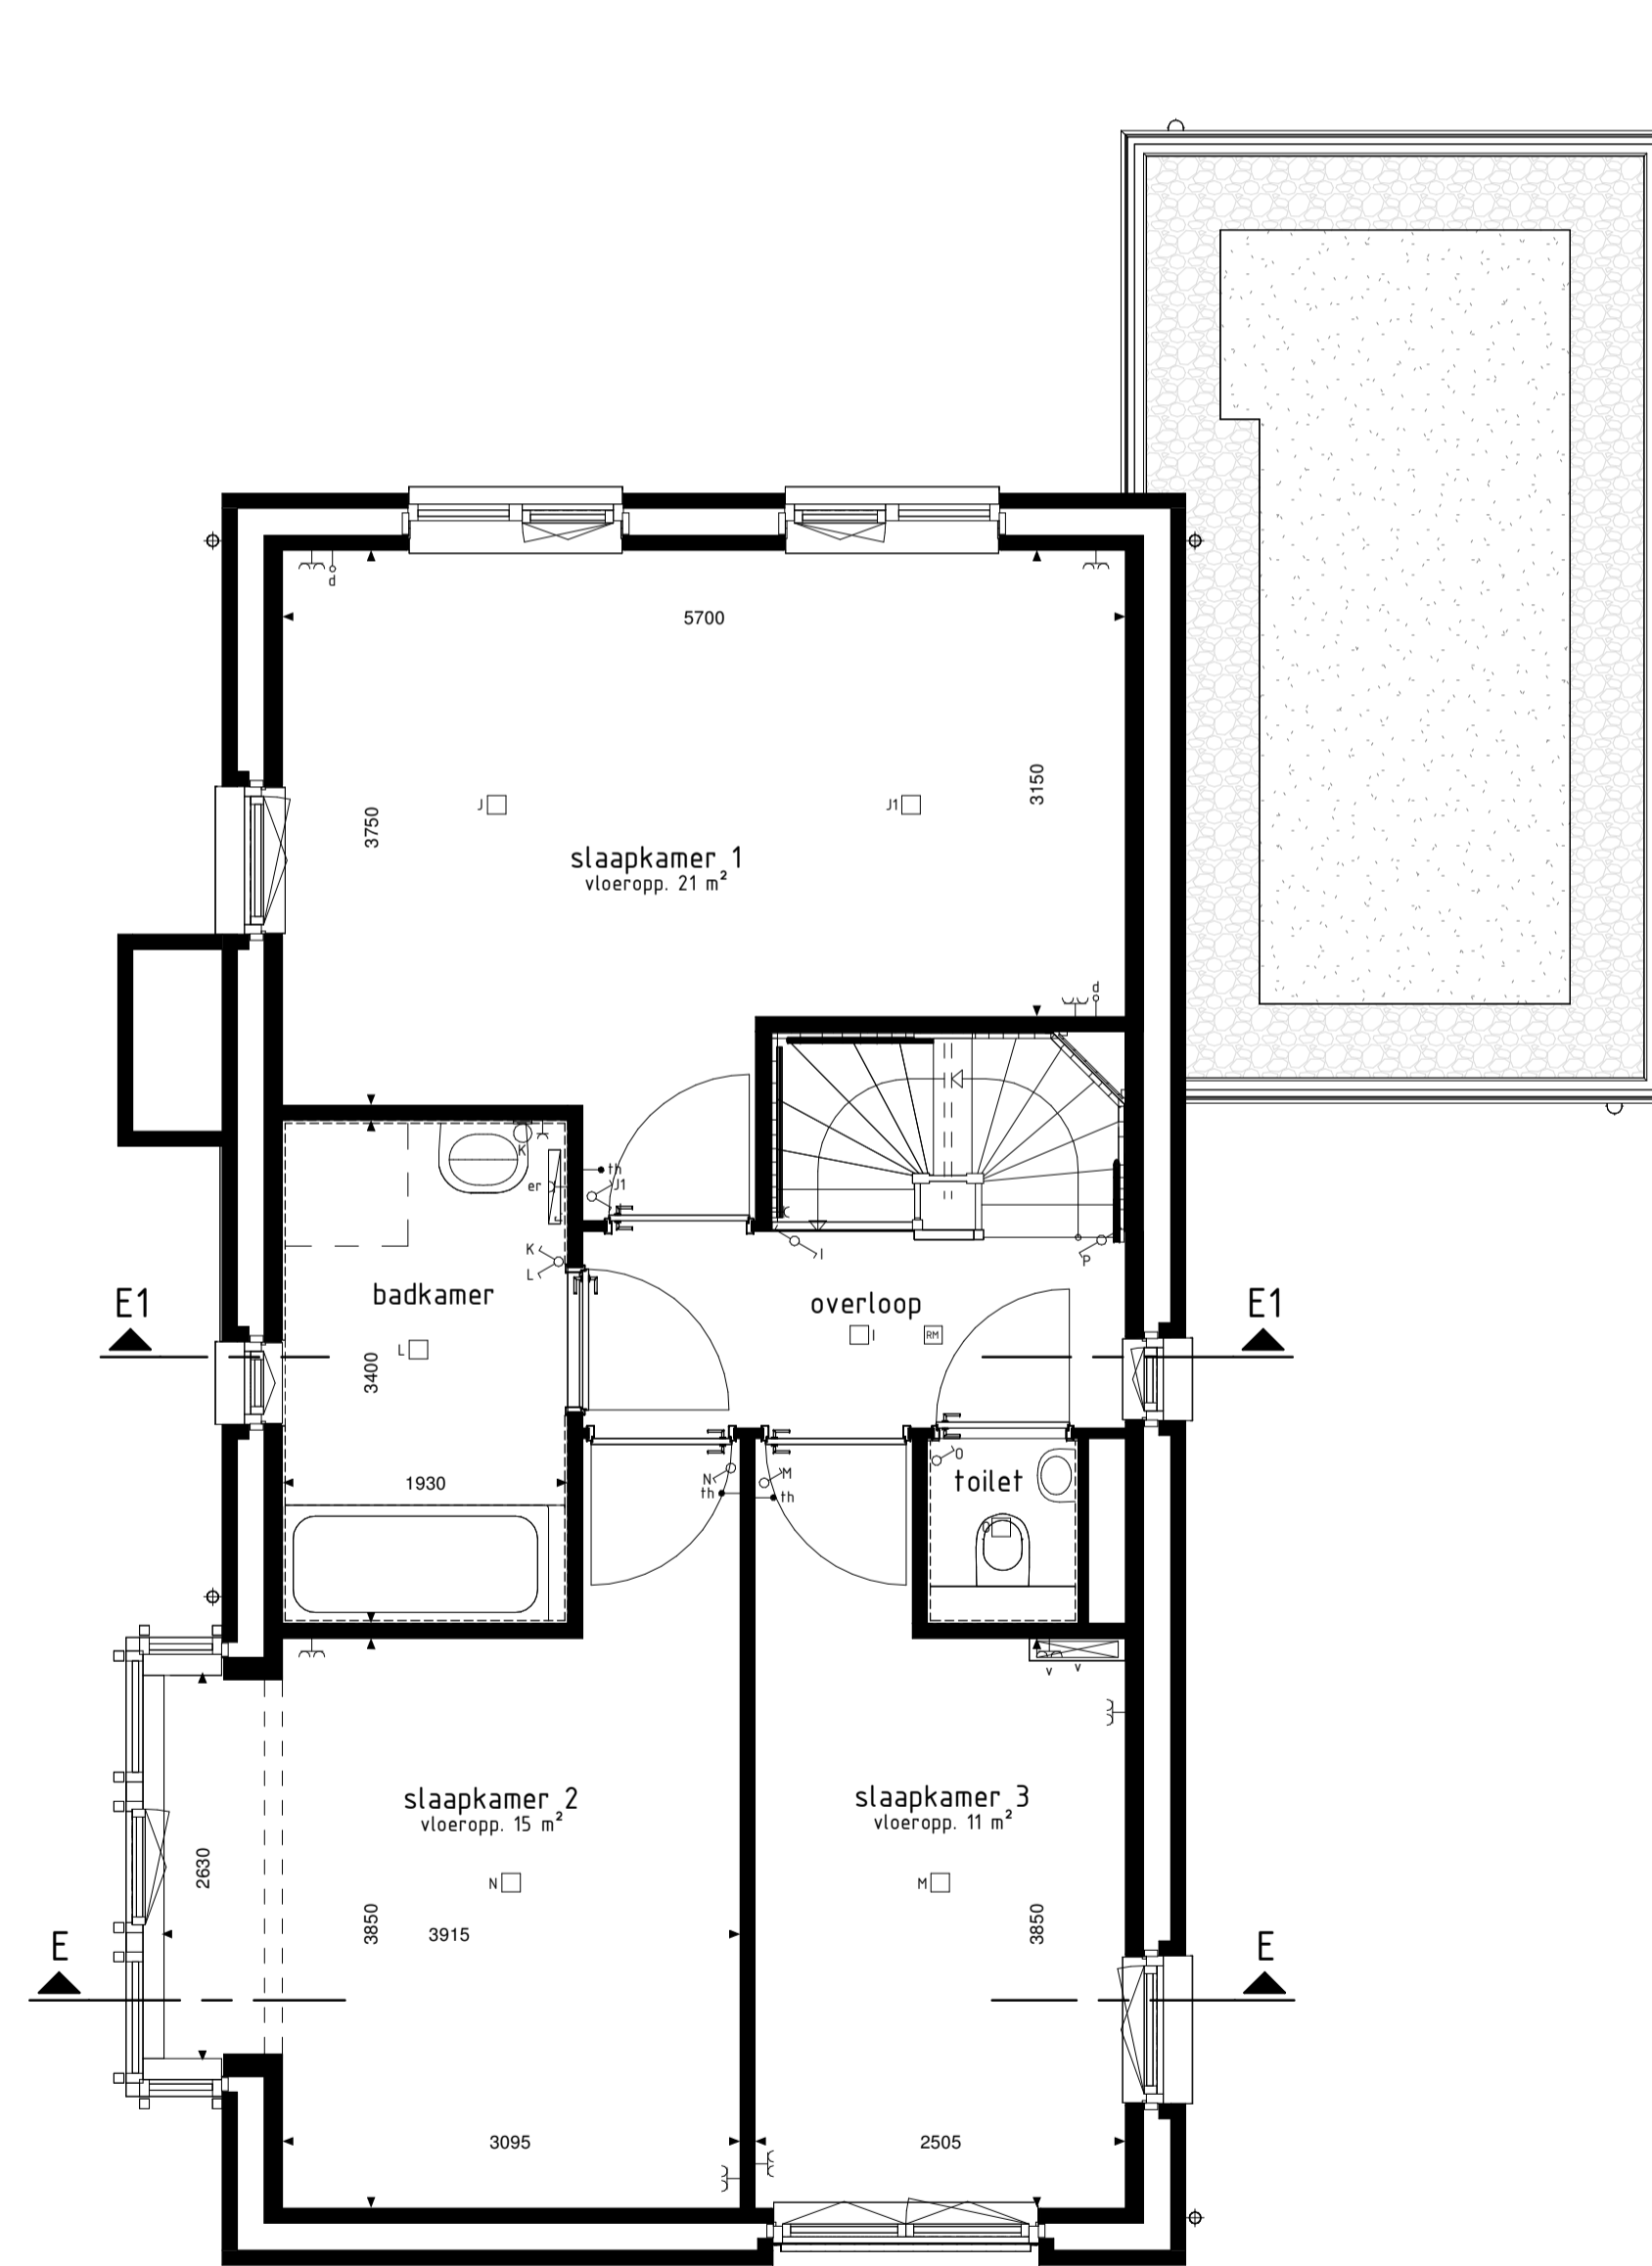 d
5700
3750
3150
J
J1
slaapkamer 1
vloeropp. 21 m²
d
K
er
th
J1
K
L
I
P
E1
badkamer
overloop
E1
L
I
RM
3400
1930
N
th
M
th
O
toilet
O
v
v
slaapkamer 2
vloeropp. 15 m²
slaapkamer 3
vloeropp. 11 m²
2630
N
M
3850
3915
3850
E
E
3095
2505